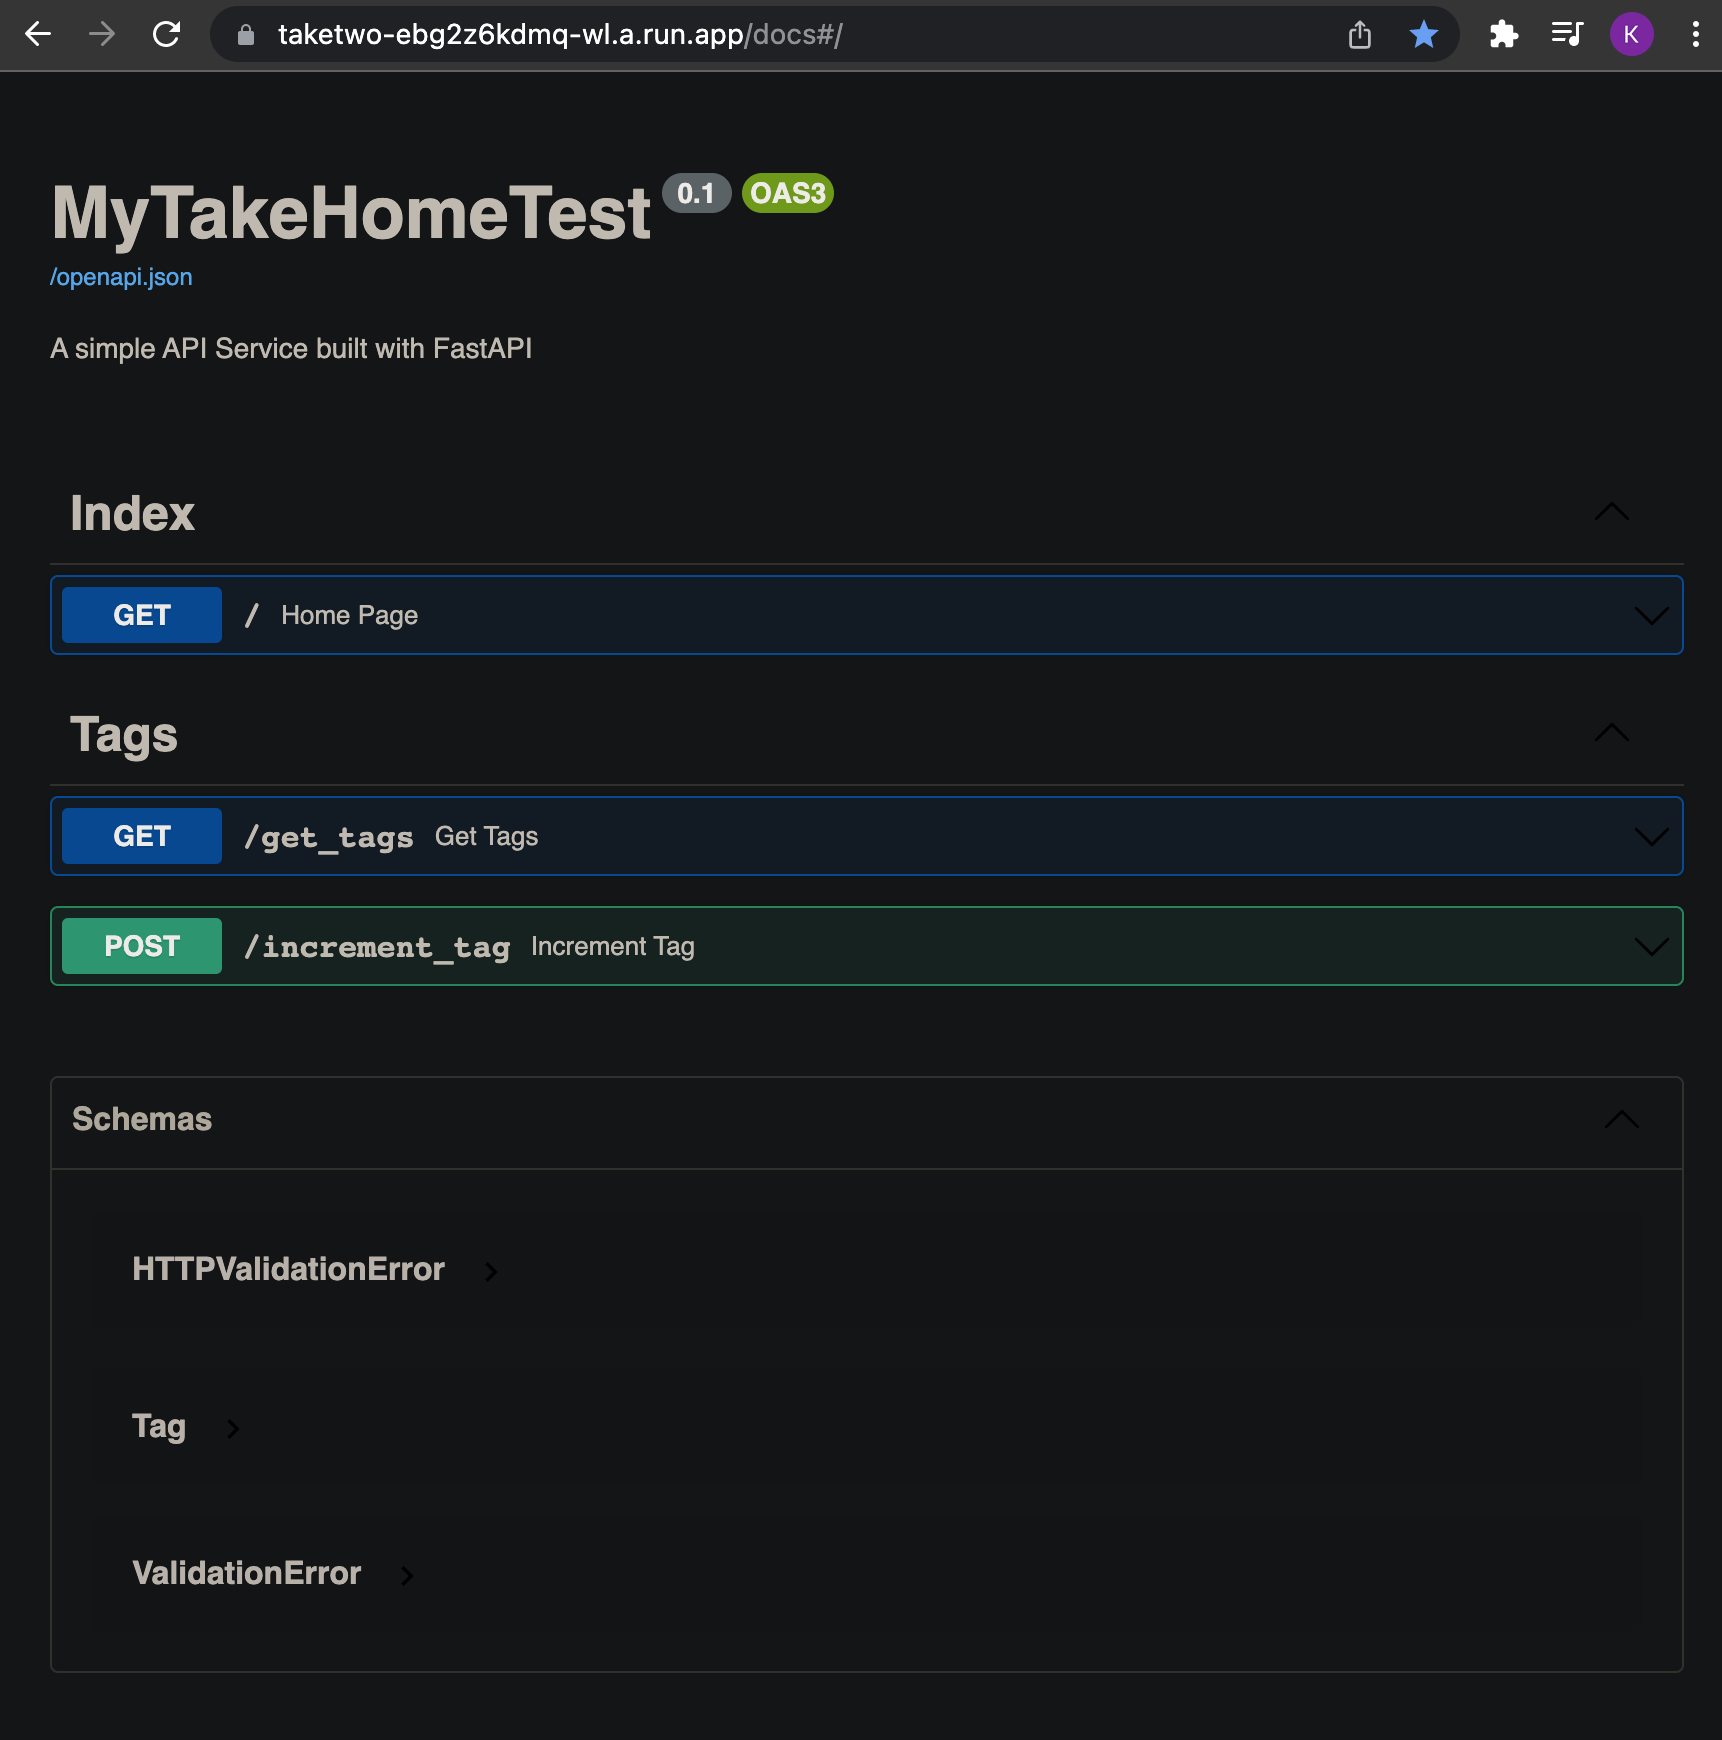 taketwo-ebg2z6kdmq-wl.a.run.app/docs#/
K
MyTakeHomeTest 0.1 OAS3
/openapi.json
A simple API Service built with FastAPI
Index
GET / Home Page
Tags
GET /get_tags Get Tags
POST /increment_tag Increment Tag
Schemas
HTTPValidationError
Tag
ValidationError